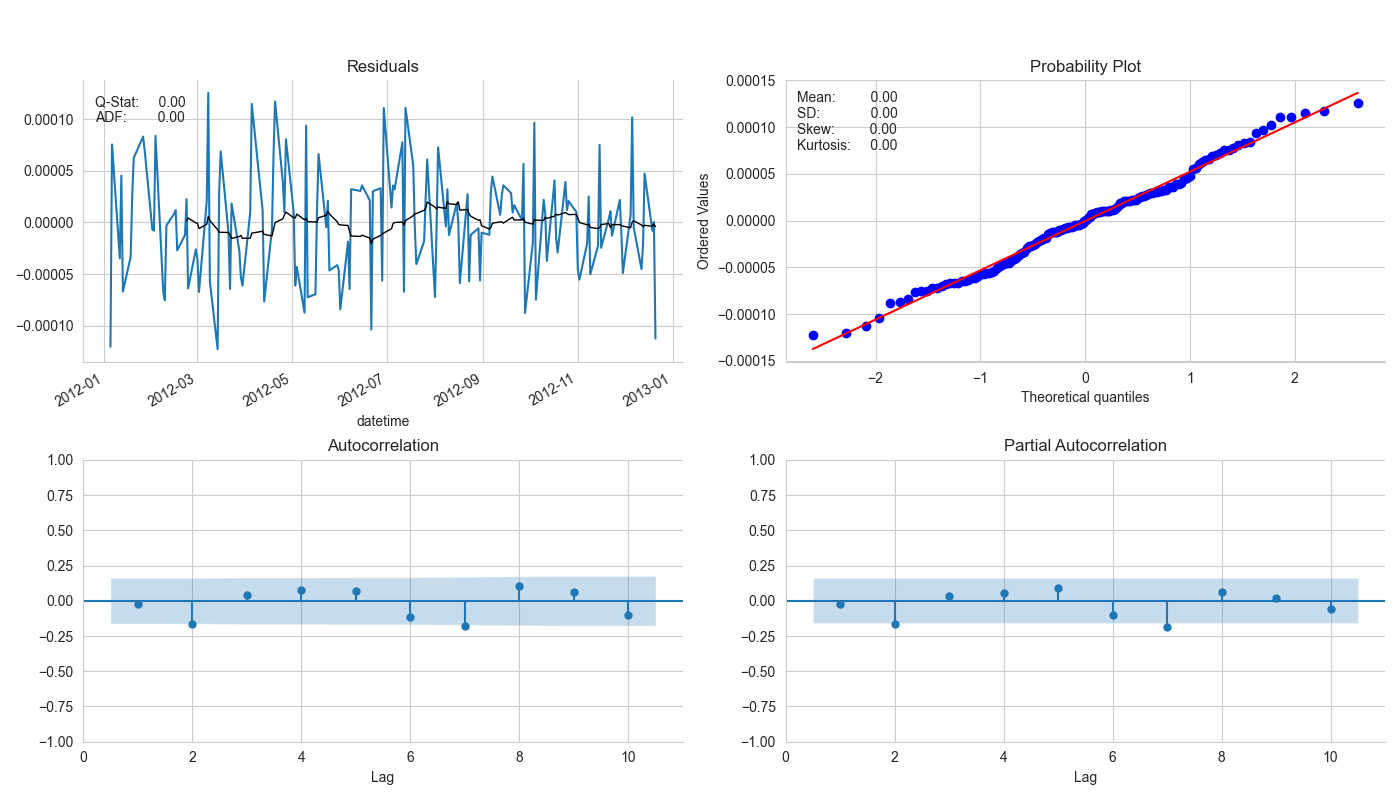 Residuals
Q-Stat: 0.00
ADF: 0.00
0.00010
0.00005
0.00000
−0.00005
−0.00010
2012-01
2012-03
2012-05
2012-07
2012-09
2012-11
2013-01
datetime
Probability Plot
Mean: 0.00
SD: 0.00
Skew: 0.00
Kurtosis: 0.00
Ordered Values
0.00015
0.00010
0.00005
0.00000
−0.00005
−0.00010
−0.00015
−2 −1 0 1 2
Theoretical quantiles
Autocorrelation
1.00
0.75
0.50
0.25
0.00
−0.25
−0.50
−0.75
−1.00
0 2 4 6 8 10
Lag
Partial Autocorrelation
1.00
0.75
0.50
0.25
0.00
−0.25
−0.50
−0.75
−1.00
0 2 4 6 8 10
Lag